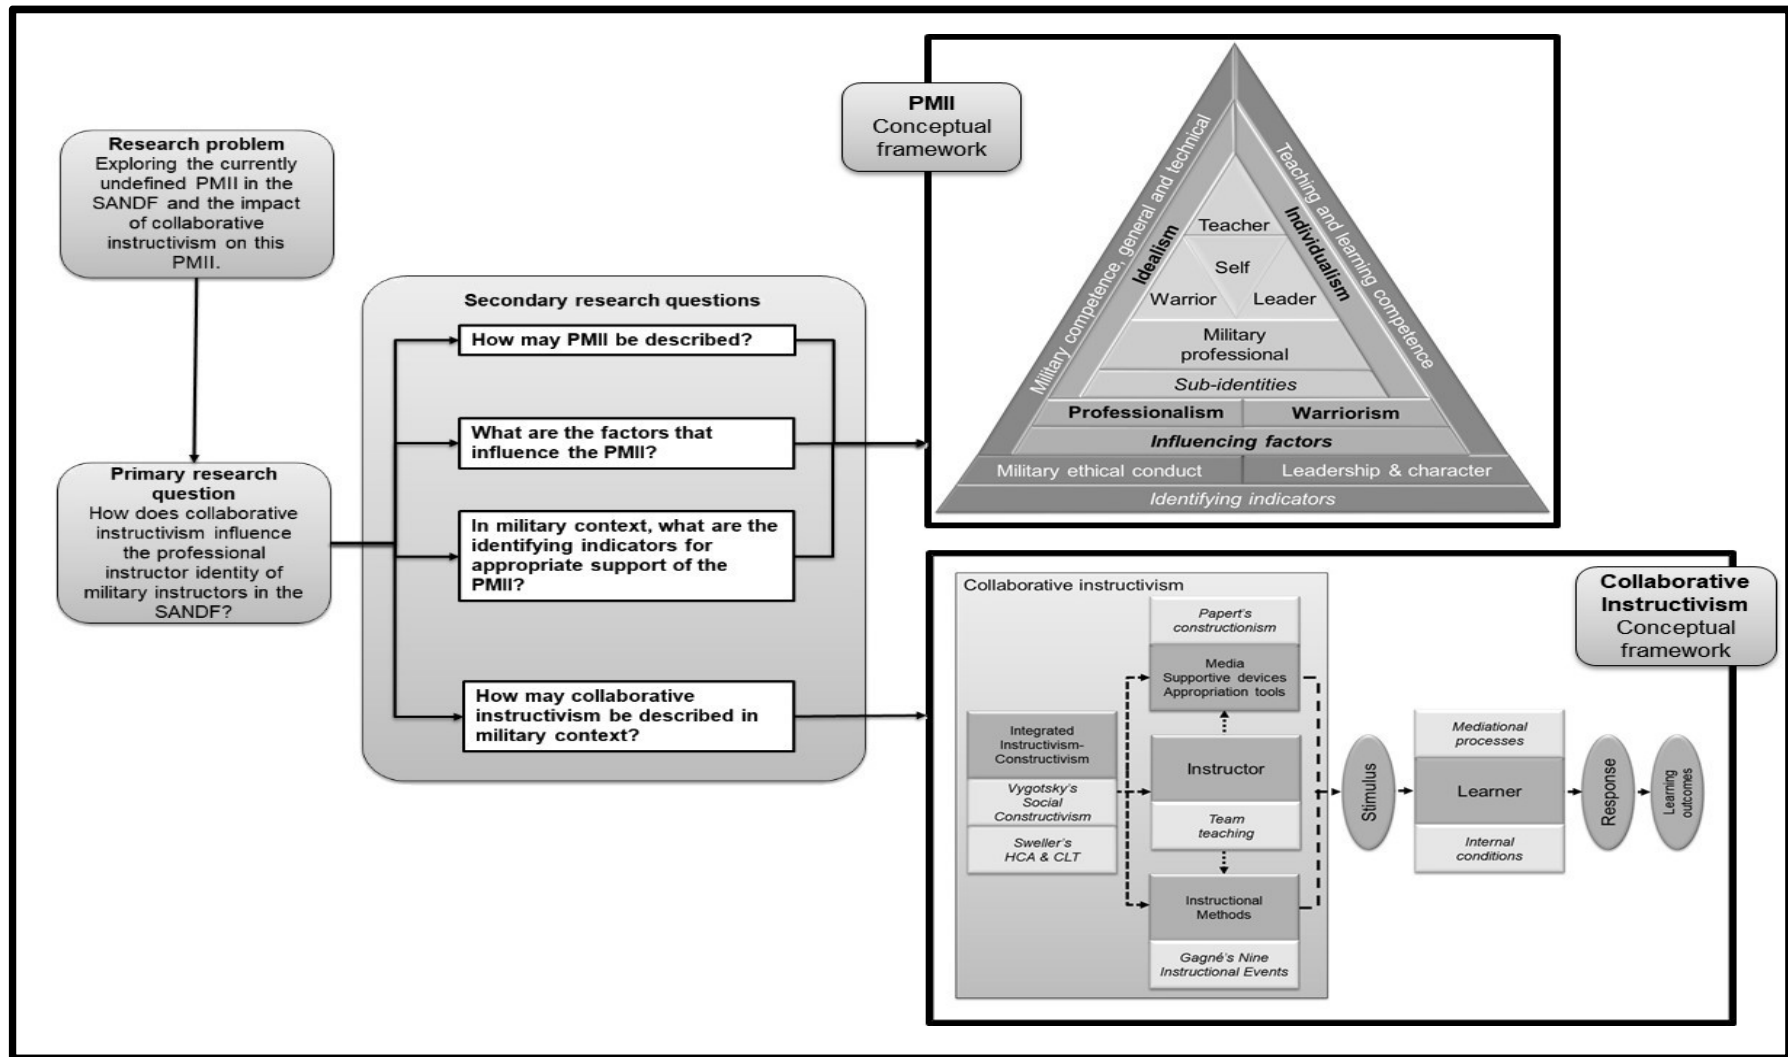 Research problem
Exploring the currently
undefined PMII in the
SANDF and the impact
of collaborative
instructivism on this
PMII.
Primary research
question
How does collaborative
instructivism influence
the professional
instructor identity of
military instructors in the
SANDF?
Secondary research questions
How may PMII be described?
What are the factors that
influence the PMII?
In military context, what are the
identifying indicators for
appropriate support of the
PMII?
How may collaborative
instructivism be described in
military context?
PMII
Conceptual
framework
Military competence, general and technical
Teaching and learning competence
Idealism
Individualism
Teacher
Self
Warrior
Leader
Military
professional
Sub-identities
Professionalism
Warriorism
Influencing factors
Military ethical conduct
Leadership & character
Identifying indicators
Collaborative
Instructivism
Conceptual
framework
Collaborative instructivism
Papert's
constructionism
Media
Supportive devices
Appropriation tools
Integrated
Instructivism-
Constructivism
Vygotsky's
Social
Constructivism
Sweller's
HCA & CLT
Instructor
Team
teaching
Instructional
Methods
Gagné's Nine
Instructional Events
Stimulus
Mediational
processes
Learner
Internal
conditions
Response
Learning
outcomes